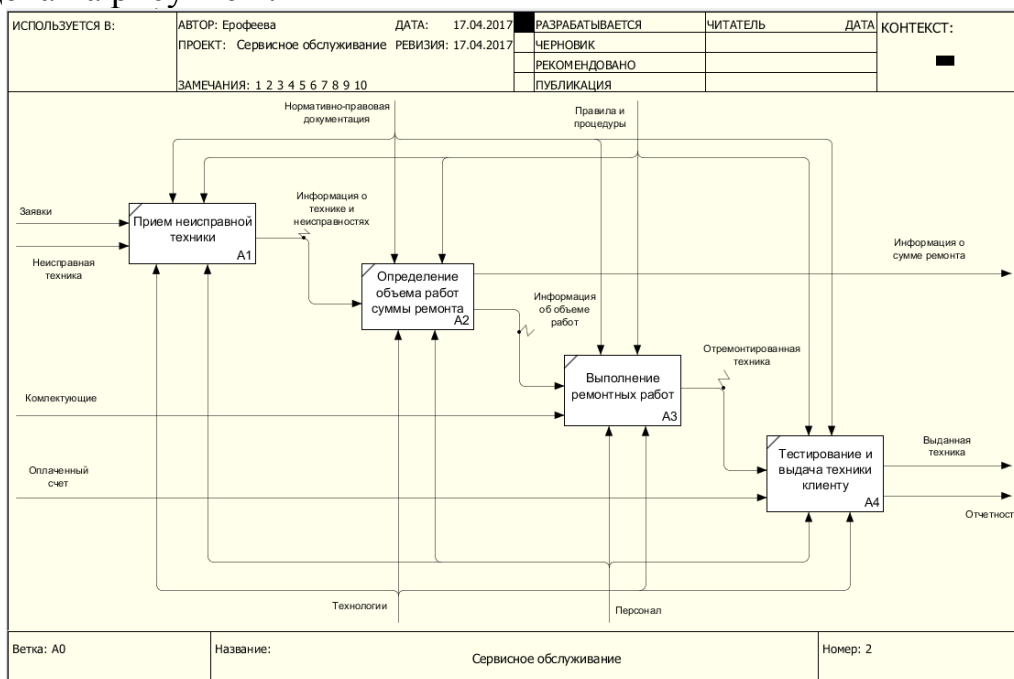 ИСПОЛЬЗУЕТСЯ В:
АВТОР: Ерофеева
ДАТА: 17.04.2017
РАЗРАБАТЫВАЕТСЯ
ЧИТАТЕЛЬ
ДАТА
КОНТЕКСТ:
ПРОЕКТ: Сервисное обслуживание
РЕВИЗИЯ: 17.04.2017
ЧЕРНОВИК
РЕКОМЕНДОВАНО
ЗАМЕЧАНИЯ: 1 2 3 4 5 6 7 8 9 10
ПУБЛИКАЦИЯ
Нормативно-правовая
документация
Правила и
процедуры
Заявки
Неисправная
техника
Прием неисправной
техники
A1
Информация о
технике и
неисправностях
Информация о
сумме ремонта
Определение
объема работ
суммы ремонта
A2
Информация
об объеме
работ
Отремонтированная
техника
Выполнение
ремонтных работ
A3
Комлектующие
Оплаченный
счет
Тестирование и
выдача техники
клиенту
A4
Выданная
техника
Отчетност
Технологии
Персонал
Ветка: A0
Название:
Сервисное обслуживание
Номер: 2